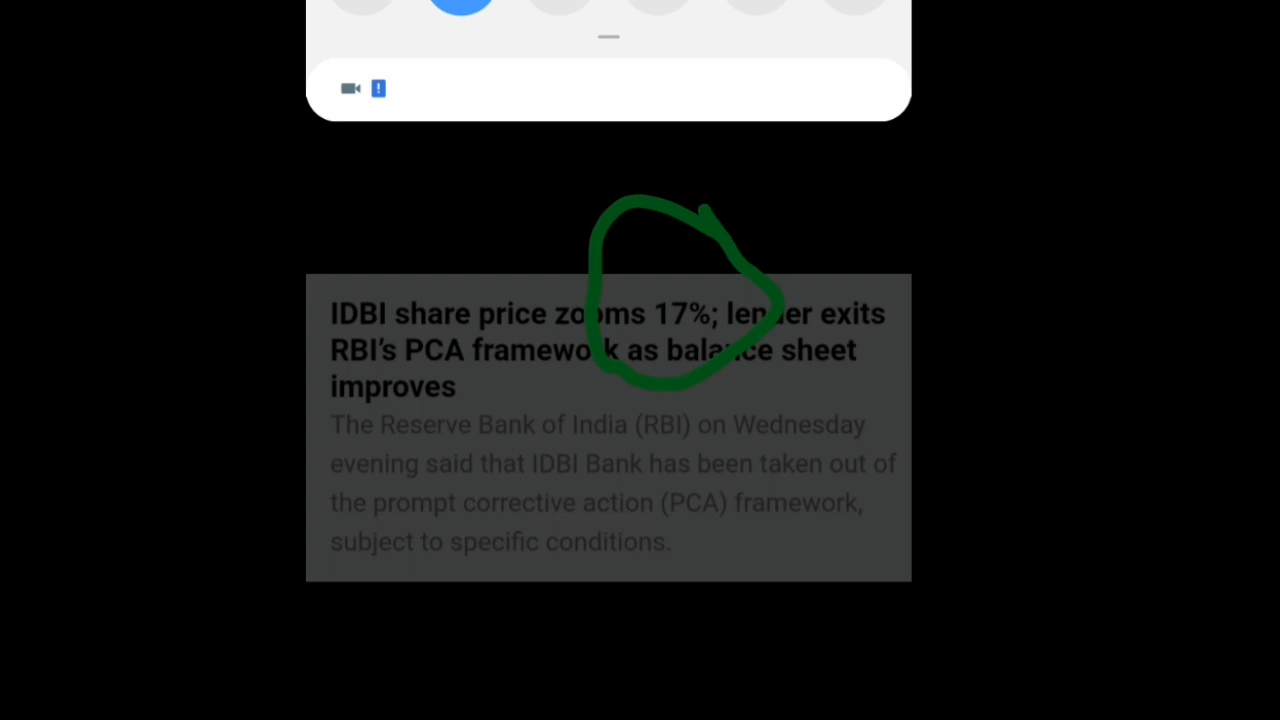 IDBI share price zooms 17%; lender exits
RBI’s PCA framework as balance sheet
improves
The Reserve Bank of India (RBI) on Wednesday
evening said that IDBI Bank has been taken out of
the prompt corrective action (PCA) framework,
subject to specific conditions.